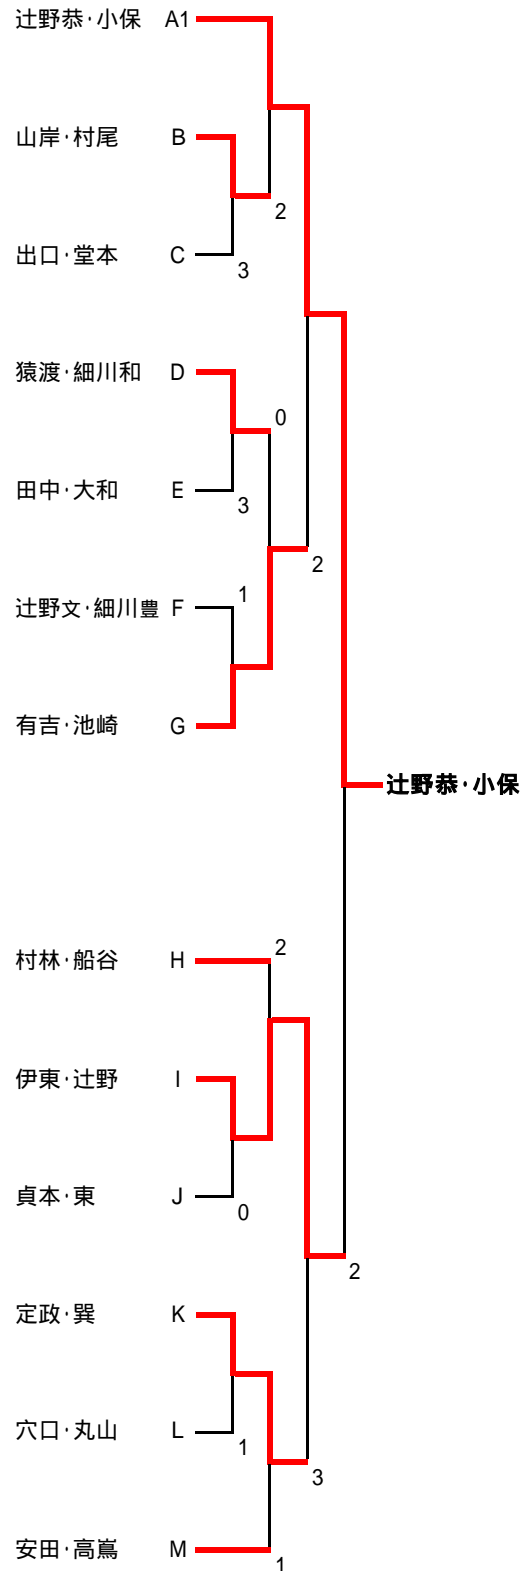 辻野恭・小保 A1
山岸・村尾 B
2
出口・堂本 C
3
猿渡・細川和 D
0
田中・大和 E
3
2
辻野文・細川豊 F
1
有吉・池崎 G
辻野恭・小保
村林・船谷 H
2
伊東・辻野 I
貞本・東 J
0
2
定政・巽 K
穴口・丸山 L
1
3
安田・高嶌 M
1